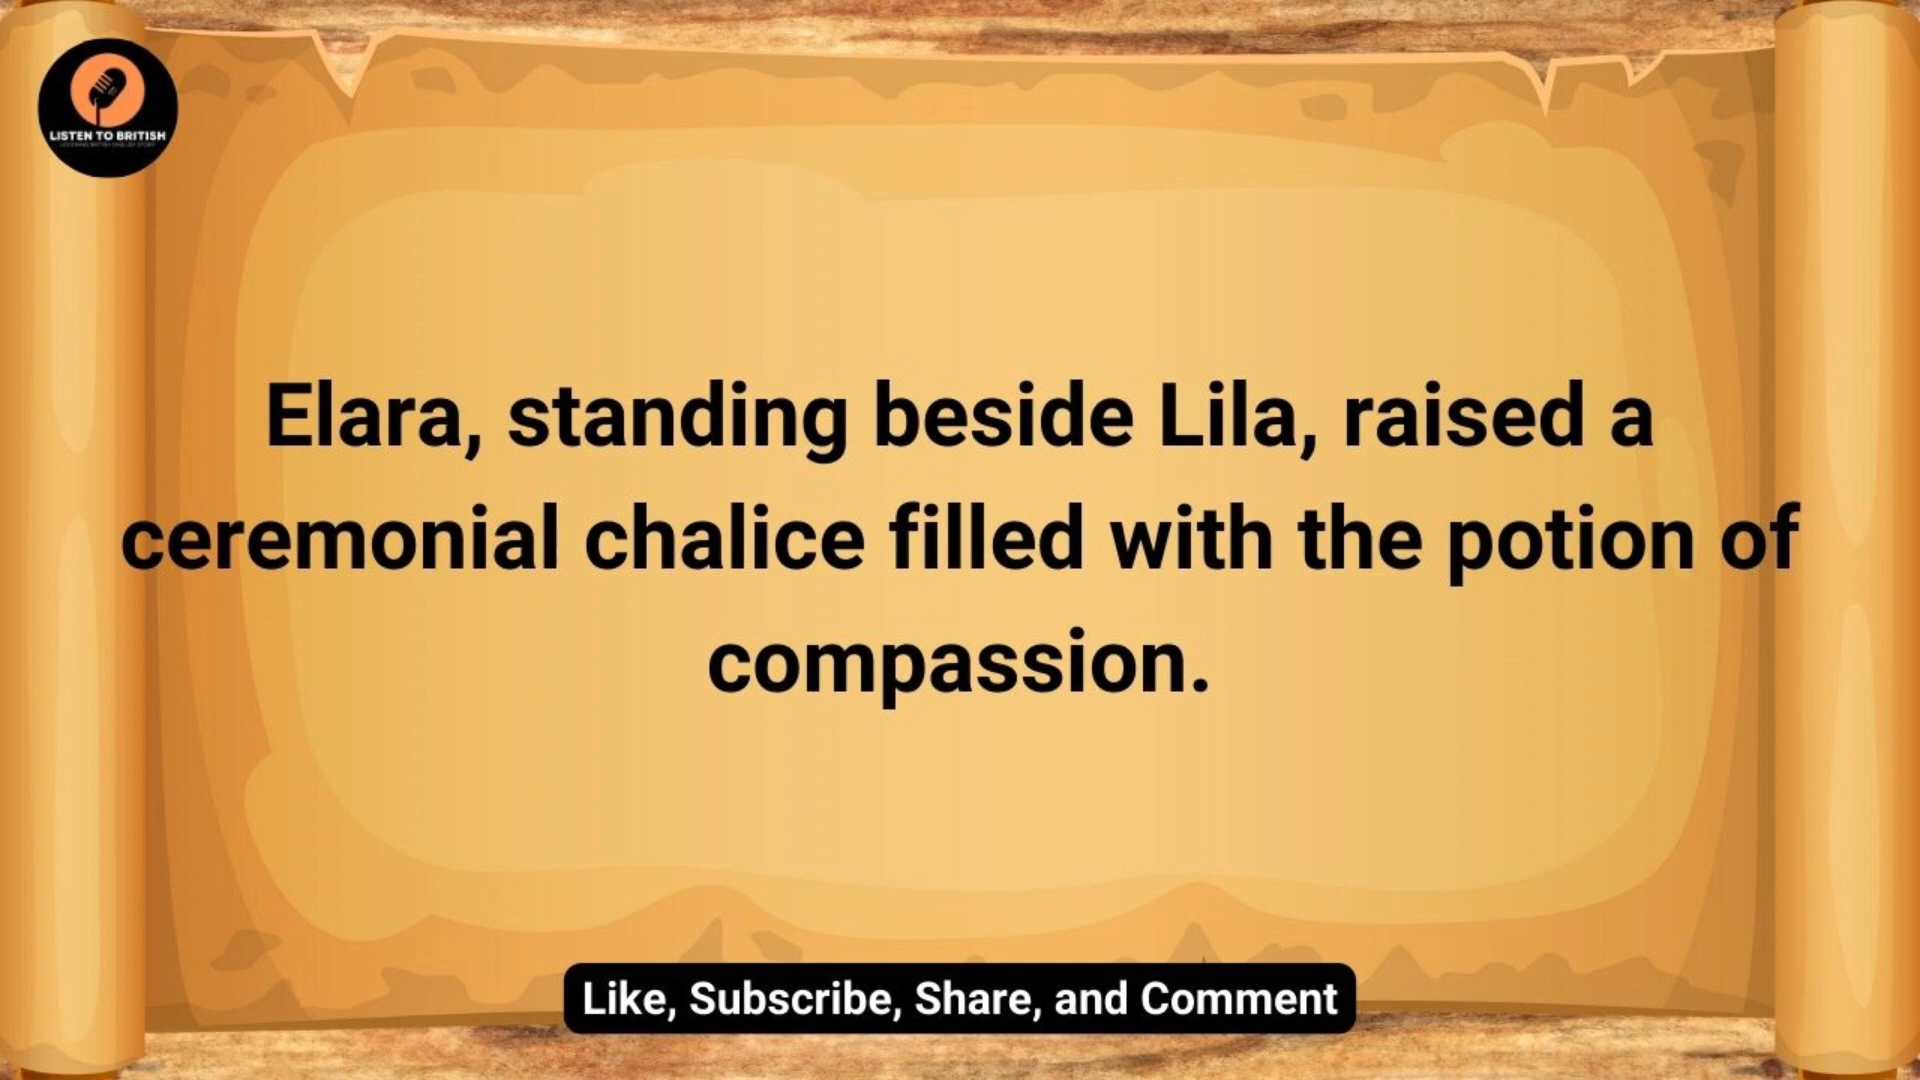 LISTEN TO BRITISH
Elara, standing beside Lila, raised a
ceremonial chalice filled with the potion of
compassion.
Like, Subscribe, Share, and Comment